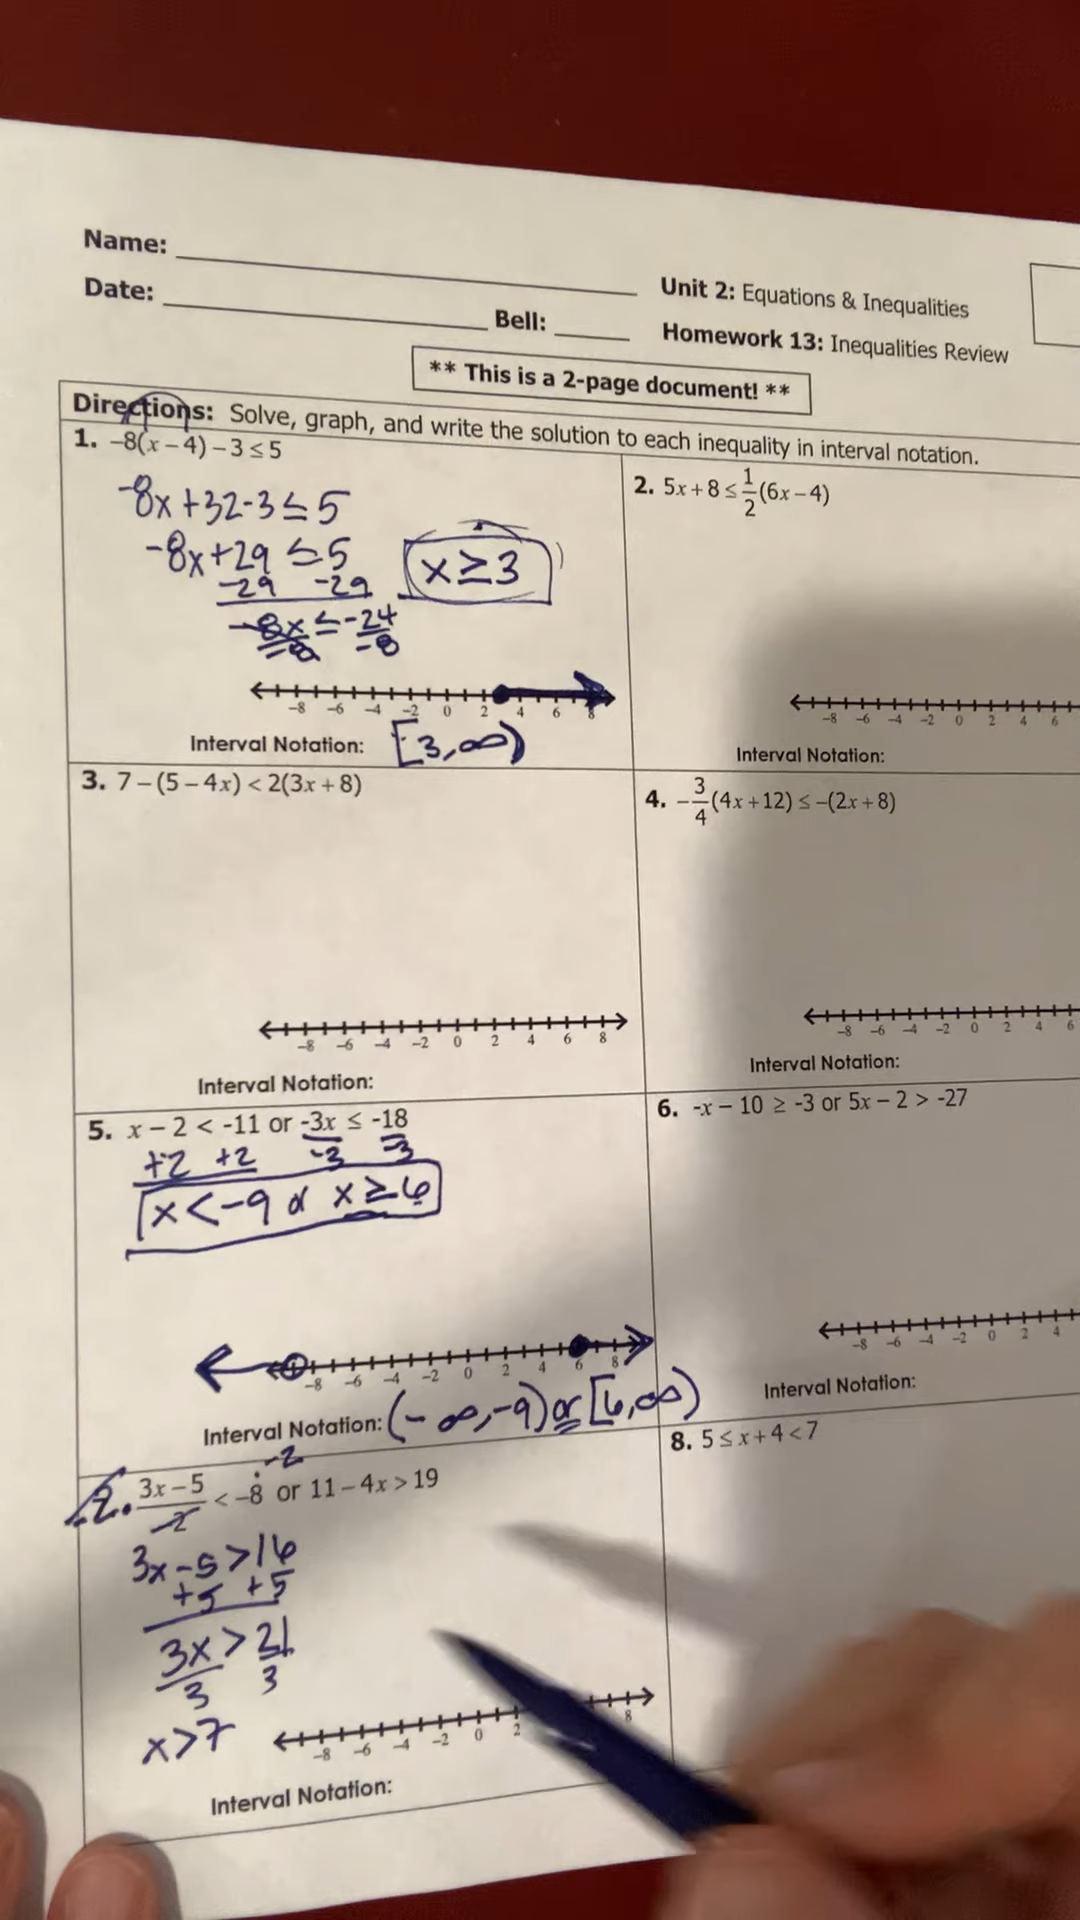 Name:
Date:
Bell:
Unit 2: Equations & Inequalities
Homework 13: Inequalities Review
** This is a 2-page document! **
Directions: Solve, graph, and write the solution to each inequality in interval notation.
1. -8(x-4)-3≤5
-8x+32-3≤5
-8x+29≤5
-29 -29
-8x≤-24
-8 -8
x≥3
-8 -6 -4 -2 0 2 4 6 8
Interval Notation: [3,∞)
2. 5x+8≤1/2(6x-4)
-8 -6 -4 -2 0 2 4 6
Interval Notation:
3. 7-(5-4x)<2(3x+8)
-8 -6 -4 -2 0 2 4 6 8
Interval Notation:
4. -3/4(4x+12)≤-(2x+8)
-8 -6 -4 -2 0 2 4 6
Interval Notation:
5. x - 2 < -11 or -3x ≤ -18
+2 +2 -3 -3
x<-9 or x≥6
-8 -6 -4 -2 0 2 4 6 8
Interval Notation: (-∞,-9) or [6,∞)
6. -x - 10 ≥ -3 or 5x - 2 > -27
-8 -6 -4 -2 0 2 4
Interval Notation:
-2. (3x-5)/-2 < -8 · -2 or 11-4x>19
3x-5>16
+5 +5
3x>21
3 3
x>7
-8 -6 -4 -2 0 2 8
Interval Notation:
8. 5≤x+4<7